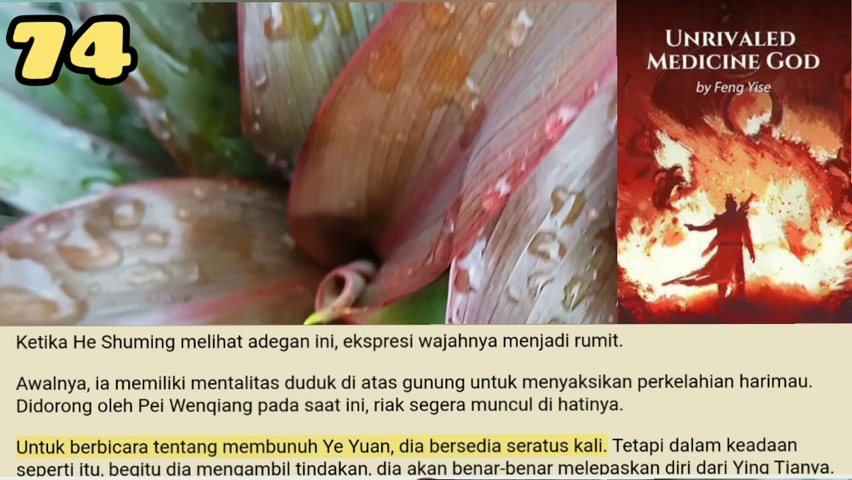 74
UNRIVALED
MEDICINE GOD
by Feng Yise
Ketika He Shuming melihat adegan ini, ekspresi wajahnya menjadi rumit.
Awalnya, ia memiliki mentalitas duduk di atas gunung untuk menyaksikan perkelahian harimau.
Didorong oleh Pei Wenqiang pada saat ini, riak segera muncul di hatinya.
Untuk berbicara tentang membunuh Ye Yuan, dia bersedia seratus kali. Tetapi dalam keadaan
seperti itu, begitu dia mengambil tindakan, dia akan benar-benar melepaskan diri dari Ying Tianya.